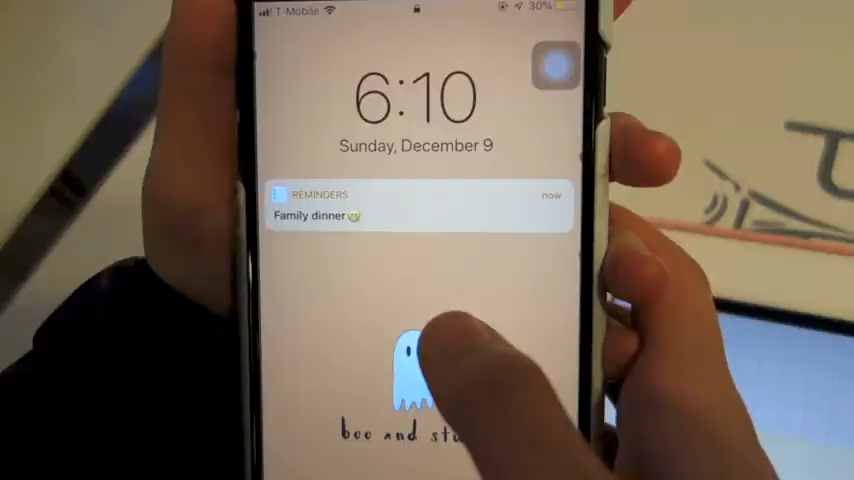 T-Mobile 30%
6:10
Sunday, December 9
REMINDERS now
Family dinner
boo and